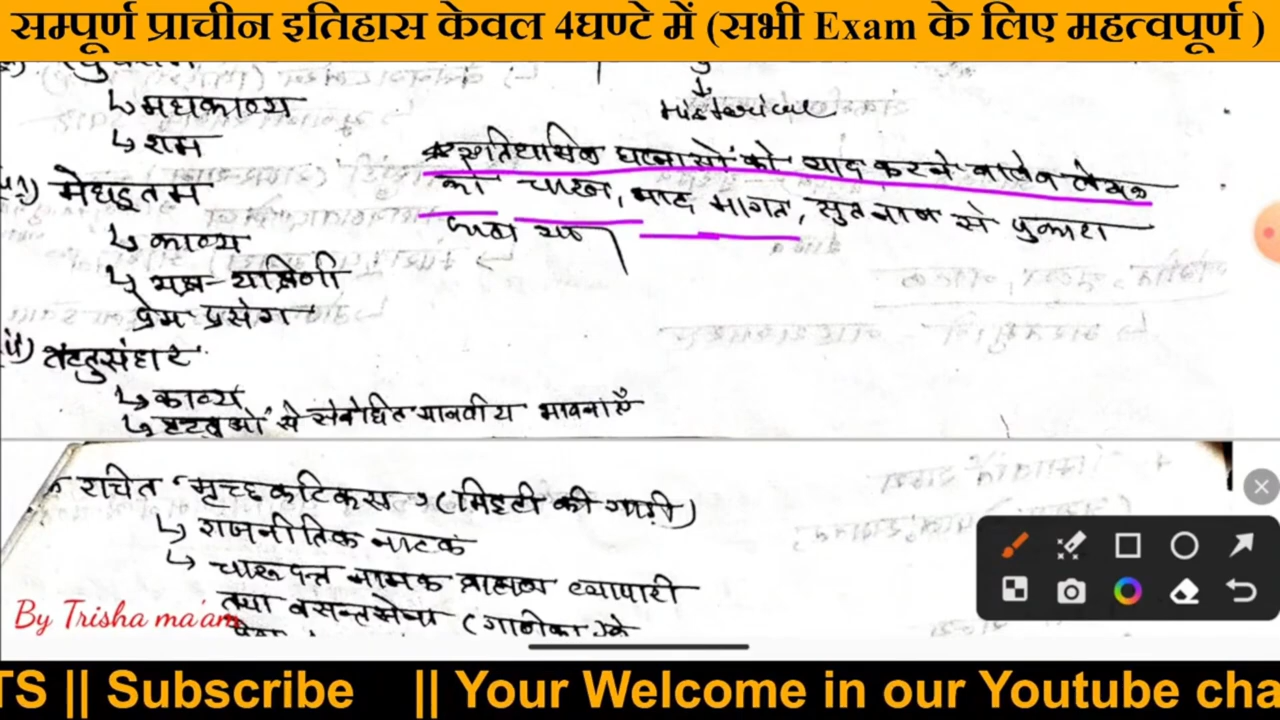 सम्पूर्ण प्राचीन इतिहास केवल 4घण्टे में (सभी Exam के लिए महत्वपूर्ण )
↳ महाकाव्य
↳ राम
मेघदूतम
↳ काव्य
↳ यक्ष-यक्षिणी
प्रेम प्रसंग
ऋतुसंहार
↳ काव्य
↳ ऋतुओं से संबोधित मानवीय भावनाएँ
↓
Historical
* ऐतिहासिक घटनाओं को याद करने वाले व लेखक
को चारण, भाट मागत, सुत नाम से पुकारा
जाता था
रचित "मृच्छकटिकम" (मिट्टी की गाड़ी)
↳ राजनीतिक नाटक
↳ चारूदत्त नामक ब्राह्मण व्यापारी
तथा वसन्तसेना (गाणिका) के
By Trisha ma'am
TS || Subscribe || Your Welcome in our Youtube cha